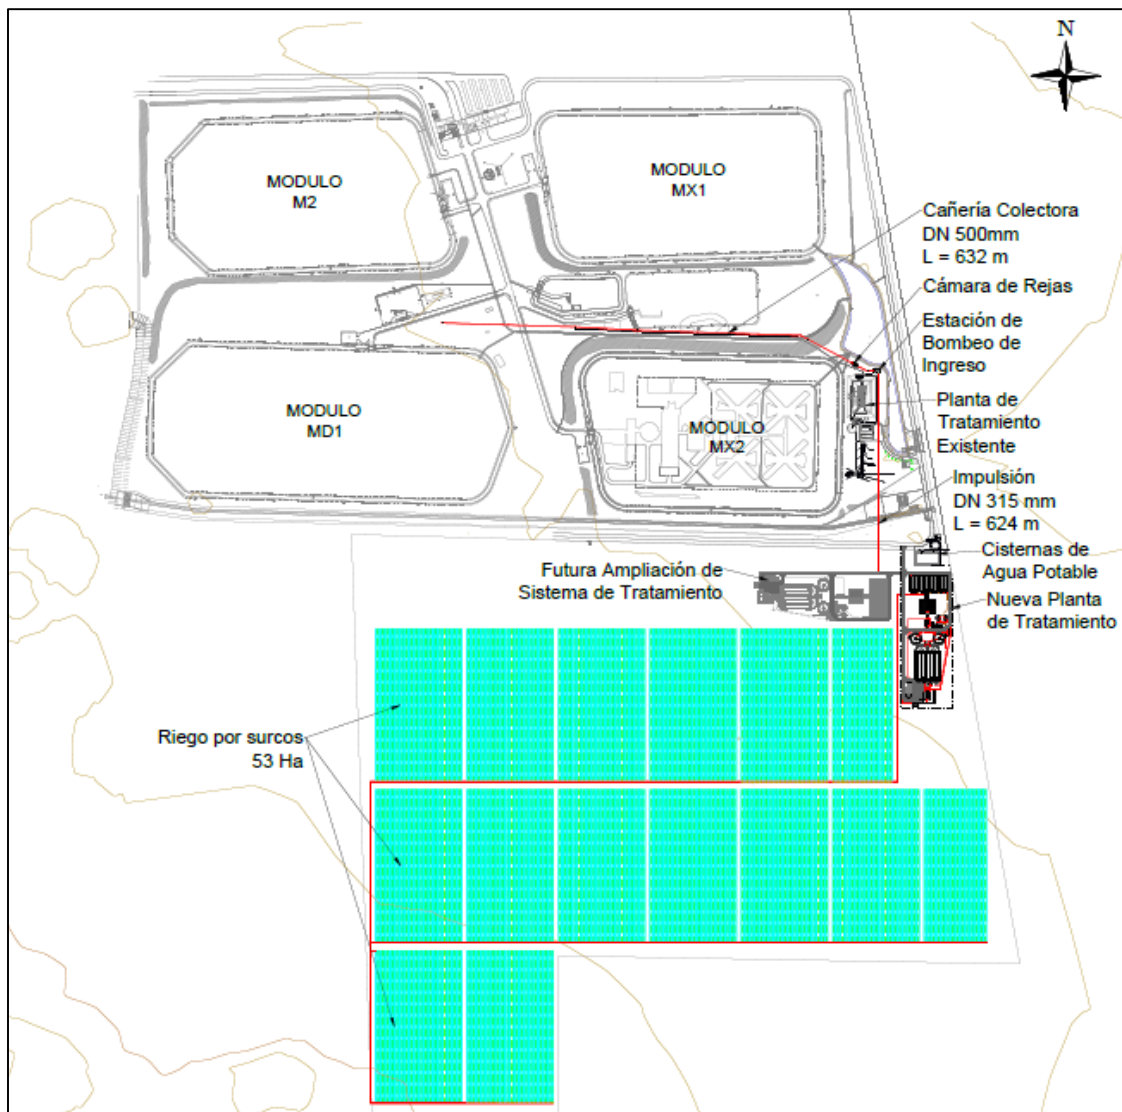 N
MODULO
M2
MODULO
MX1
Cañería Colectora
DN 500mm
L = 632 m
Cámara de Rejas
Estación de
Bombeo de
Ingreso
Planta de
Tratamiento
Existente
MODULO
MD1
MODULO
MX2
Impulsión
DN 315 mm
L = 624 m
Cisternas de
Agua Potable
Futura Ampliación de
Sistema de Tratamiento
Nueva Planta
de Tratamiento
Riego por surcos
53 Ha